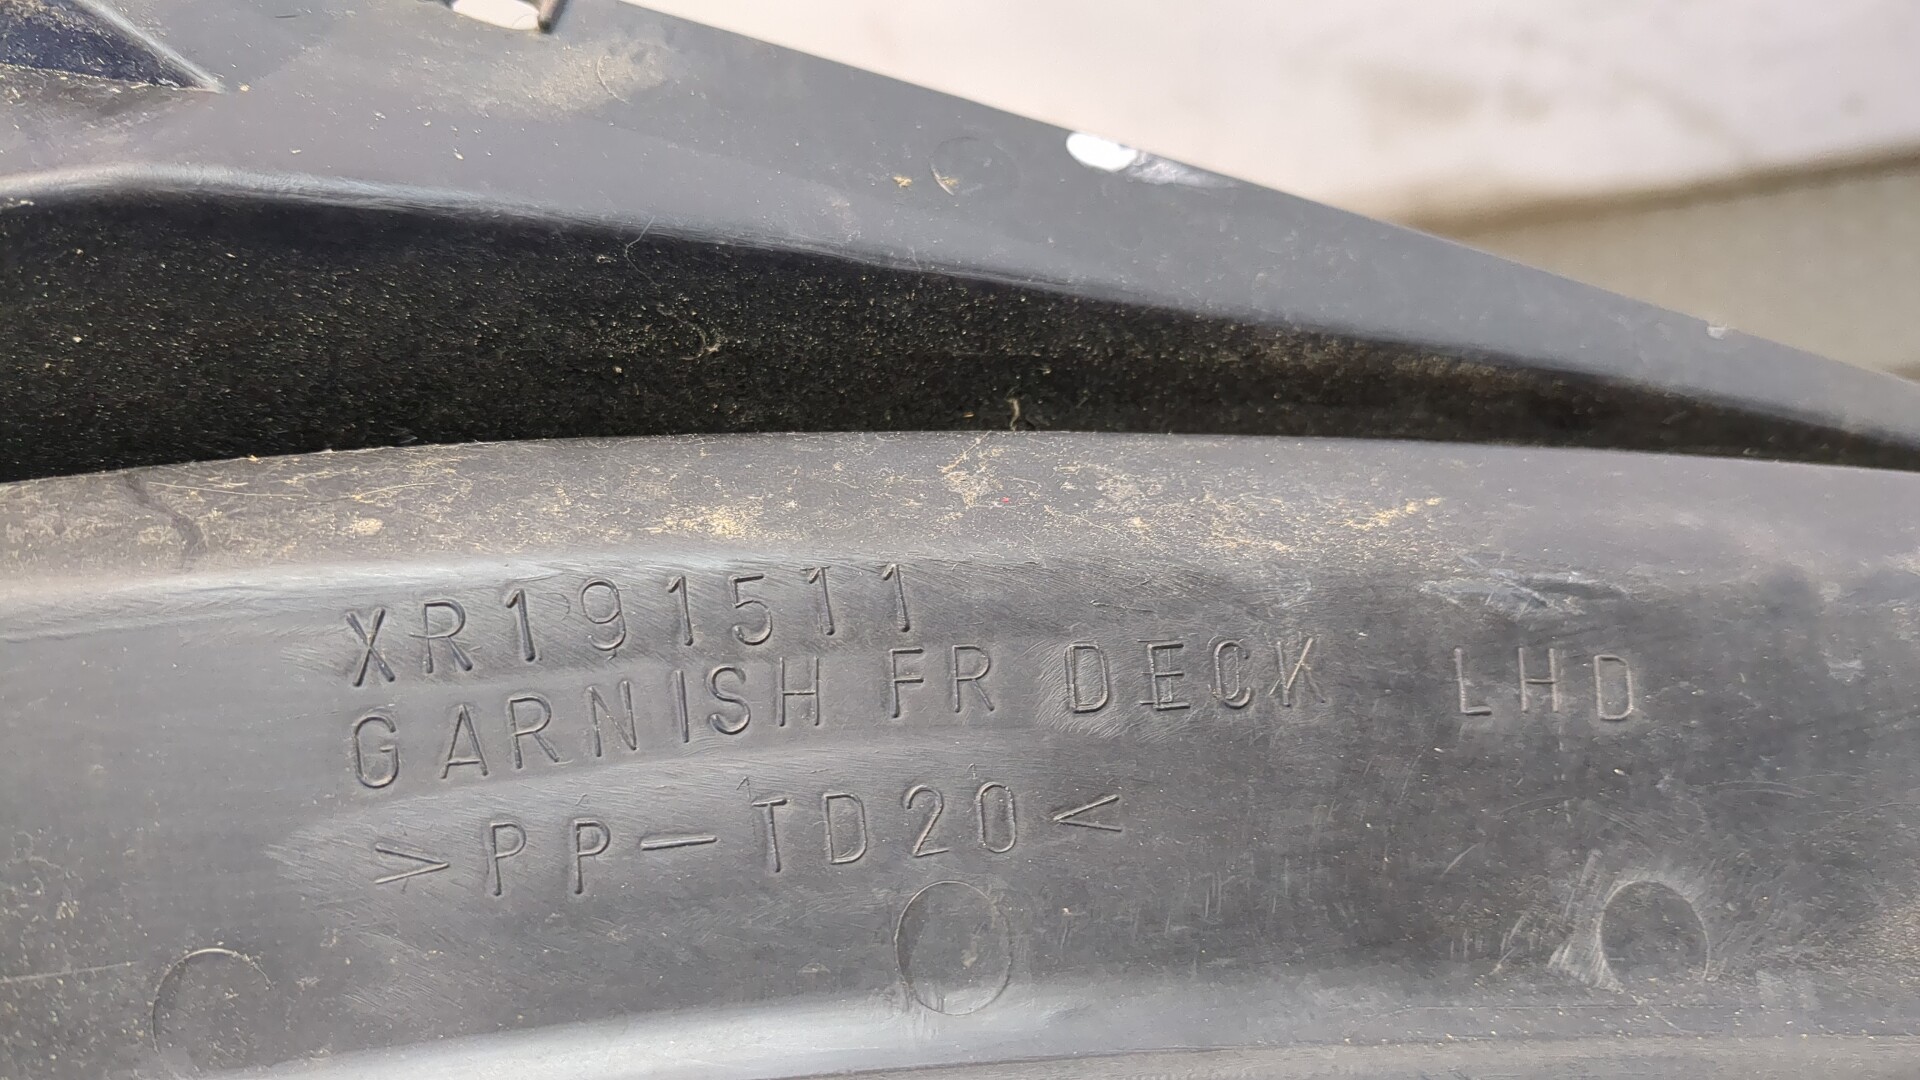 XR191511
GARNISH FR DECK LHD
>PP-TD20<